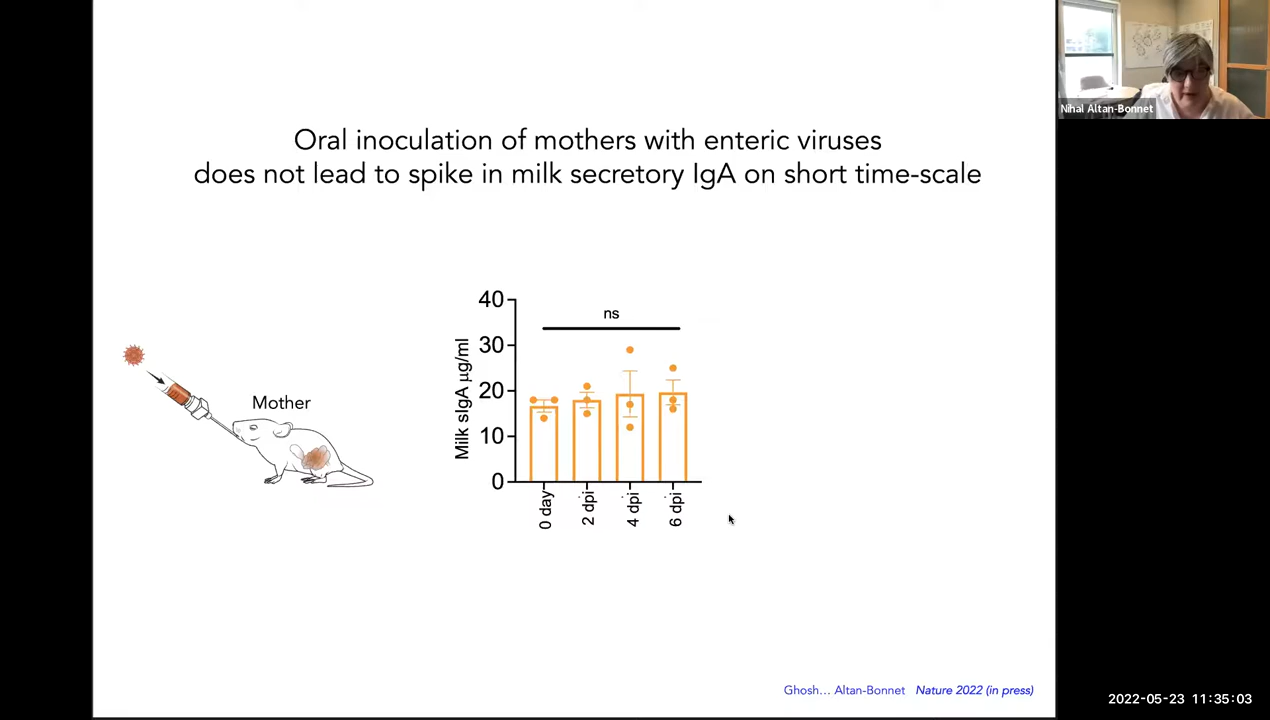 Oral inoculation of mothers with enteric viruses
does not lead to spike in milk secretory IgA on short time-scale
Nihal Altan-Bonnet
Mother
Milk sIgA µg/ml
40
30
20
10
0
ns
0 day
2 dpi
4 dpi
6 dpi
Ghosh... Altan-Bonnet Nature 2022 (in press)
2022-05-23 11:35:03